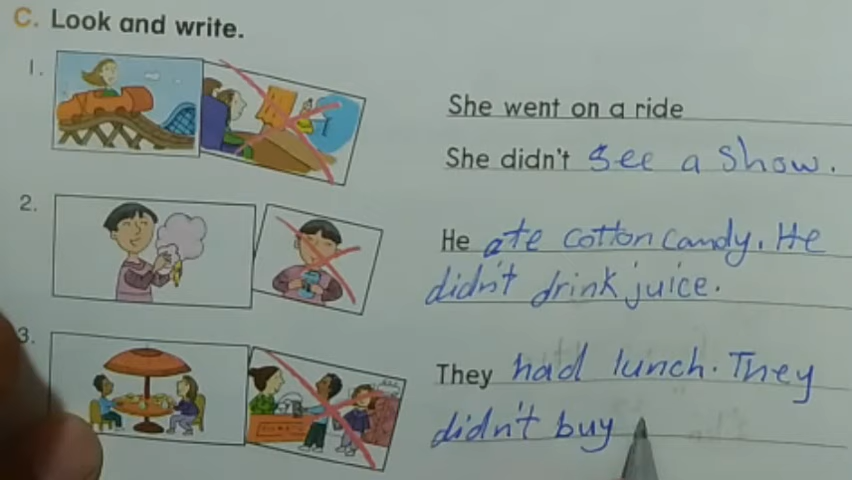 C. Look and write.
1.
She went on a ride
She didn't see a show.
2.
He ate cotton candy. He
didn't drink juice.
3.
They had lunch. They
didn't buy